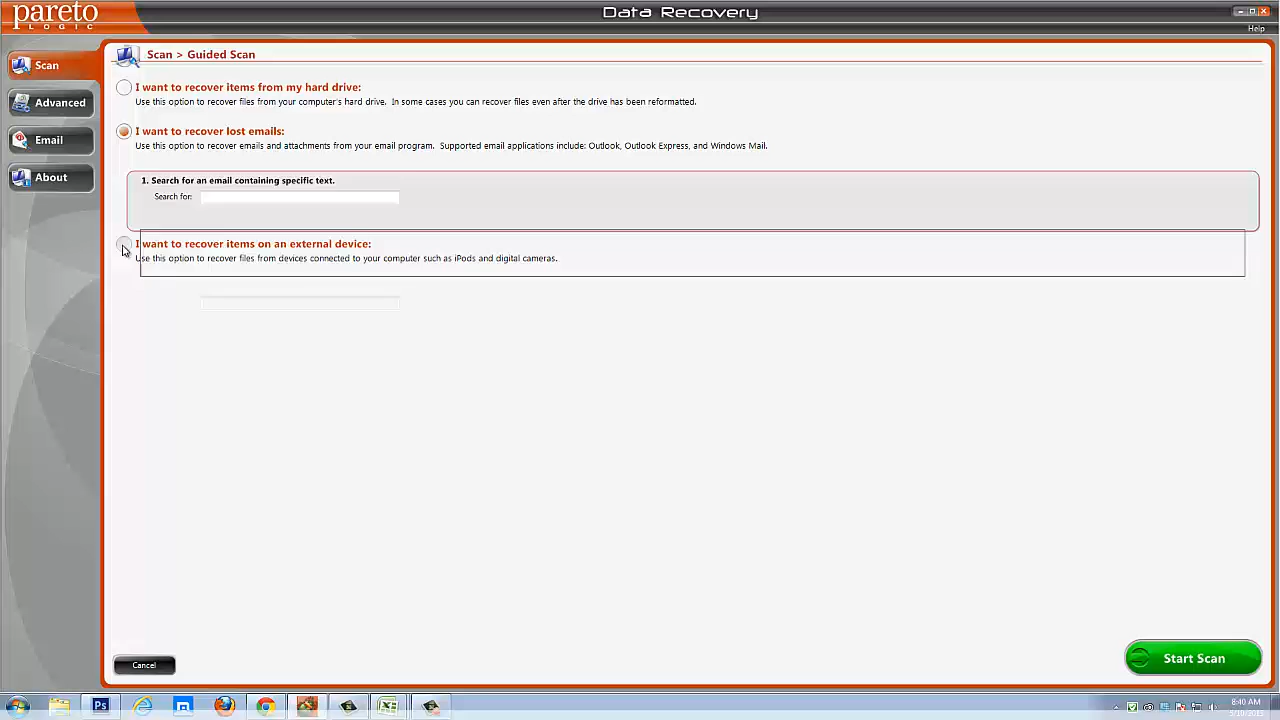 pareto
LOGIC
Data Recovery
Help
Scan
Advanced
Email
About
Scan > Guided Scan
I want to recover items from my hard drive:
Use this option to recover files from your computer's hard drive. In some cases you can recover files even after the drive has been reformatted.
I want to recover lost emails:
Use this option to recover emails and attachments from your email program. Supported email applications include: Outlook, Outlook Express, and Windows Mail.
1. Search for an email containing specific text.
Search for:
I want to recover items on an external device:
Use this option to recover files from devices connected to your computer such as iPods and digital cameras.
Cancel
Start Scan
Ps
8:40 AM